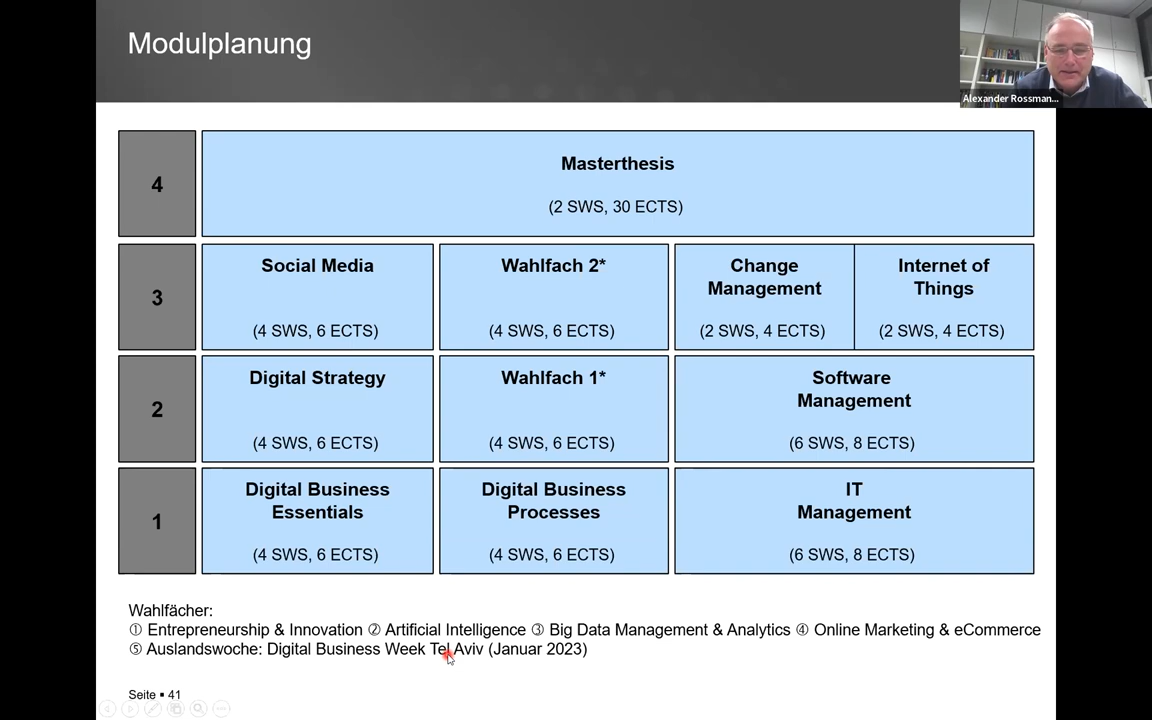 Modulplanung
Alexander Rossman...
4
Masterthesis
(2 SWS, 30 ECTS)
3
Social Media
(4 SWS, 6 ECTS)
Wahlfach 2*
(4 SWS, 6 ECTS)
Change
Management
(2 SWS, 4 ECTS)
Internet of
Things
(2 SWS, 4 ECTS)
2
Digital Strategy
(4 SWS, 6 ECTS)
Wahlfach 1*
(4 SWS, 6 ECTS)
Software
Management
(6 SWS, 8 ECTS)
1
Digital Business
Essentials
(4 SWS, 6 ECTS)
Digital Business
Processes
(4 SWS, 6 ECTS)
IT
Management
(6 SWS, 8 ECTS)
Wahlfächer:
① Entrepreneurship & Innovation ② Artificial Intelligence ③ Big Data Management & Analytics ④ Online Marketing & eCommerce
⑤ Auslandswoche: Digital Business Week Tel Aviv (Januar 2023)
Seite ▪ 41